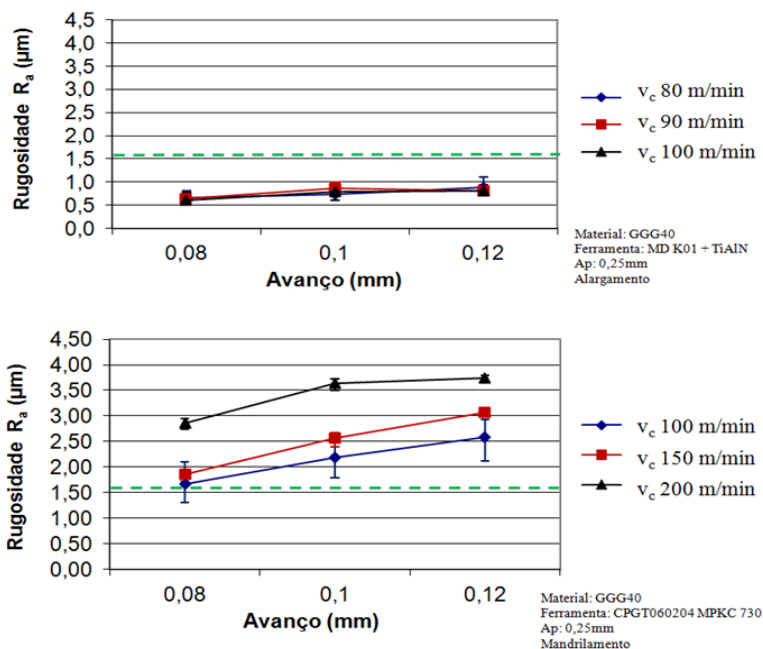 Rugosidade Ra (µm)
4,5
4,0
3,5
3,0
2,5
2,0
1,5
1,0
0,5
0,0
0,08
0,1
0,12
Avanço (mm)
vc 80 m/min
vc 90 m/min
vc 100 m/min
Material: GGG40
Ferramenta: MD K01 + TiAlN
Ap: 0,25mm
Alargamento
Rugosidade Ra (µm)
4,50
4,00
3,50
3,00
2,50
2,00
1,50
1,00
0,50
0,00
0,08
0,1
0,12
Avanço (mm)
vc 100 m/min
vc 150 m/min
vc 200 m/min
Material: GGG40
Ferramenta: CPGT060204 MPKC 730
Ap: 0,25mm
Mandrilamento